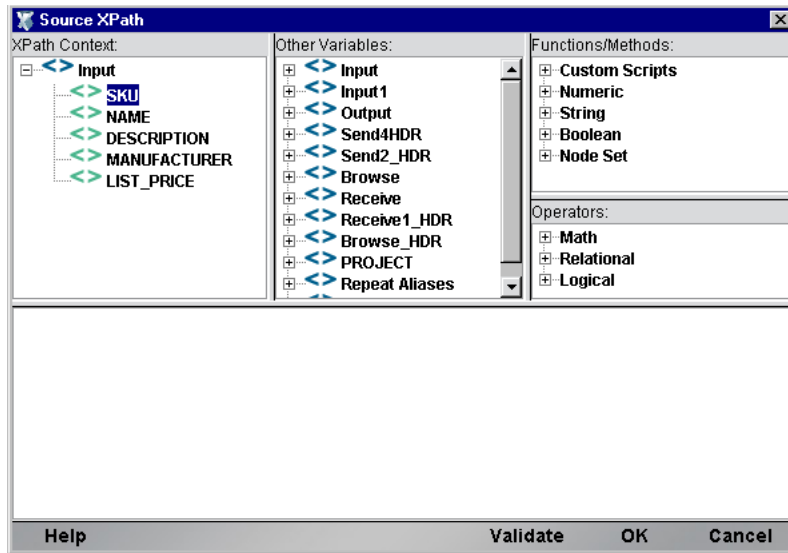 Source XPath
XPath Context:
Input
SKU
NAME
DESCRIPTION
MANUFACTURER
LIST_PRICE
Other Variables:
Input
Input1
Output
Send4HDR
Send2_HDR
Browse
Receive
Receive1_HDR
Browse_HDR
PROJECT
Repeat Aliases
Functions/Methods:
Custom Scripts
Numeric
String
Boolean
Node Set
Operators:
Math
Relational
Logical
Help Validate OK Cancel